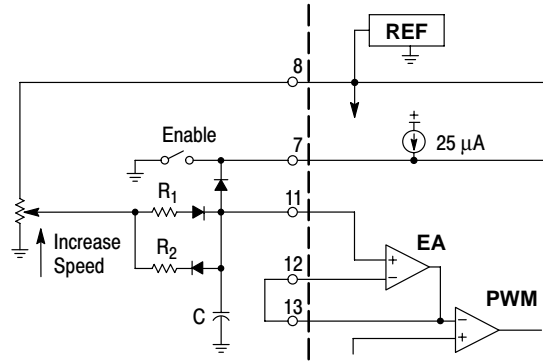 REF
8
Enable
7
25 µA
R1
11
Increase
Speed
R2
EA
12
13
PWM
C
+
−
−
+